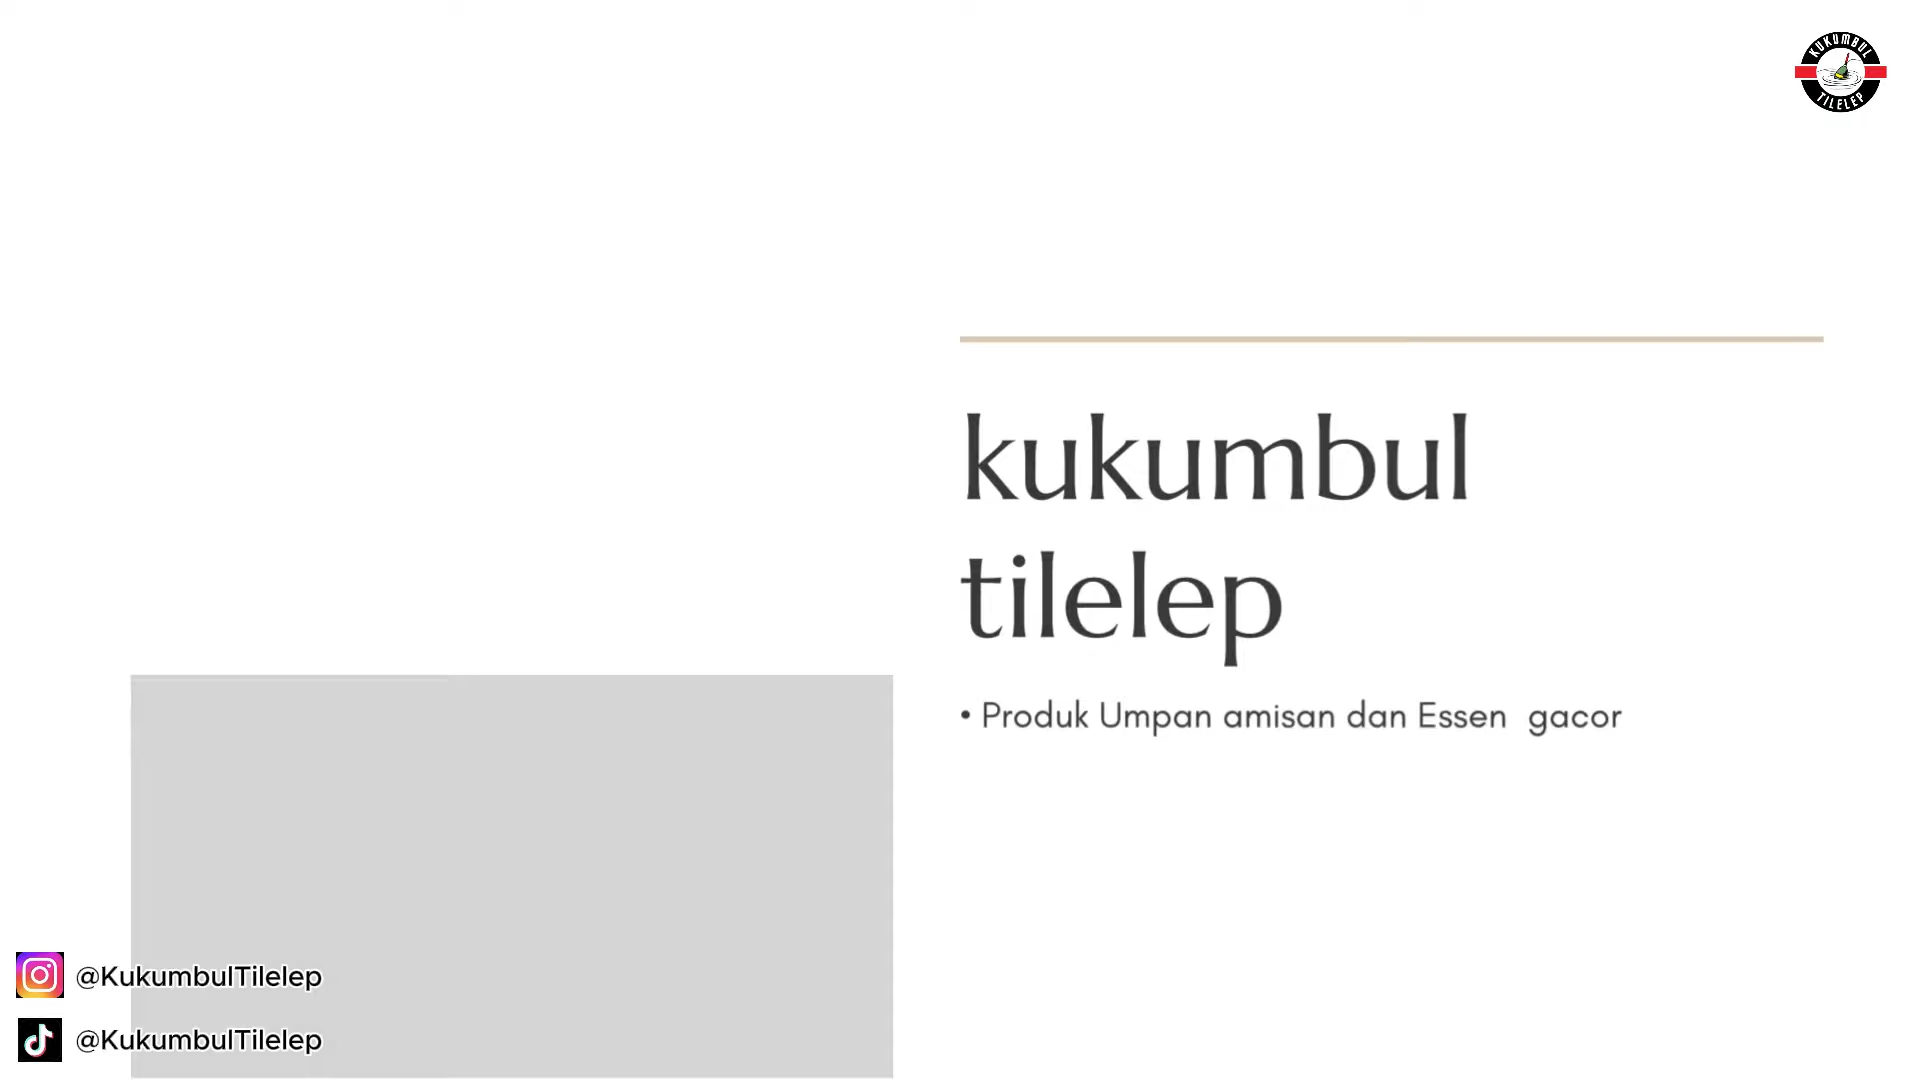 KUKUMBUL
TILELEP
kukumbul
tilelep
• Produk Umpan amisan dan Essen gacor
@KukumbulTilelep
@KukumbulTilelep